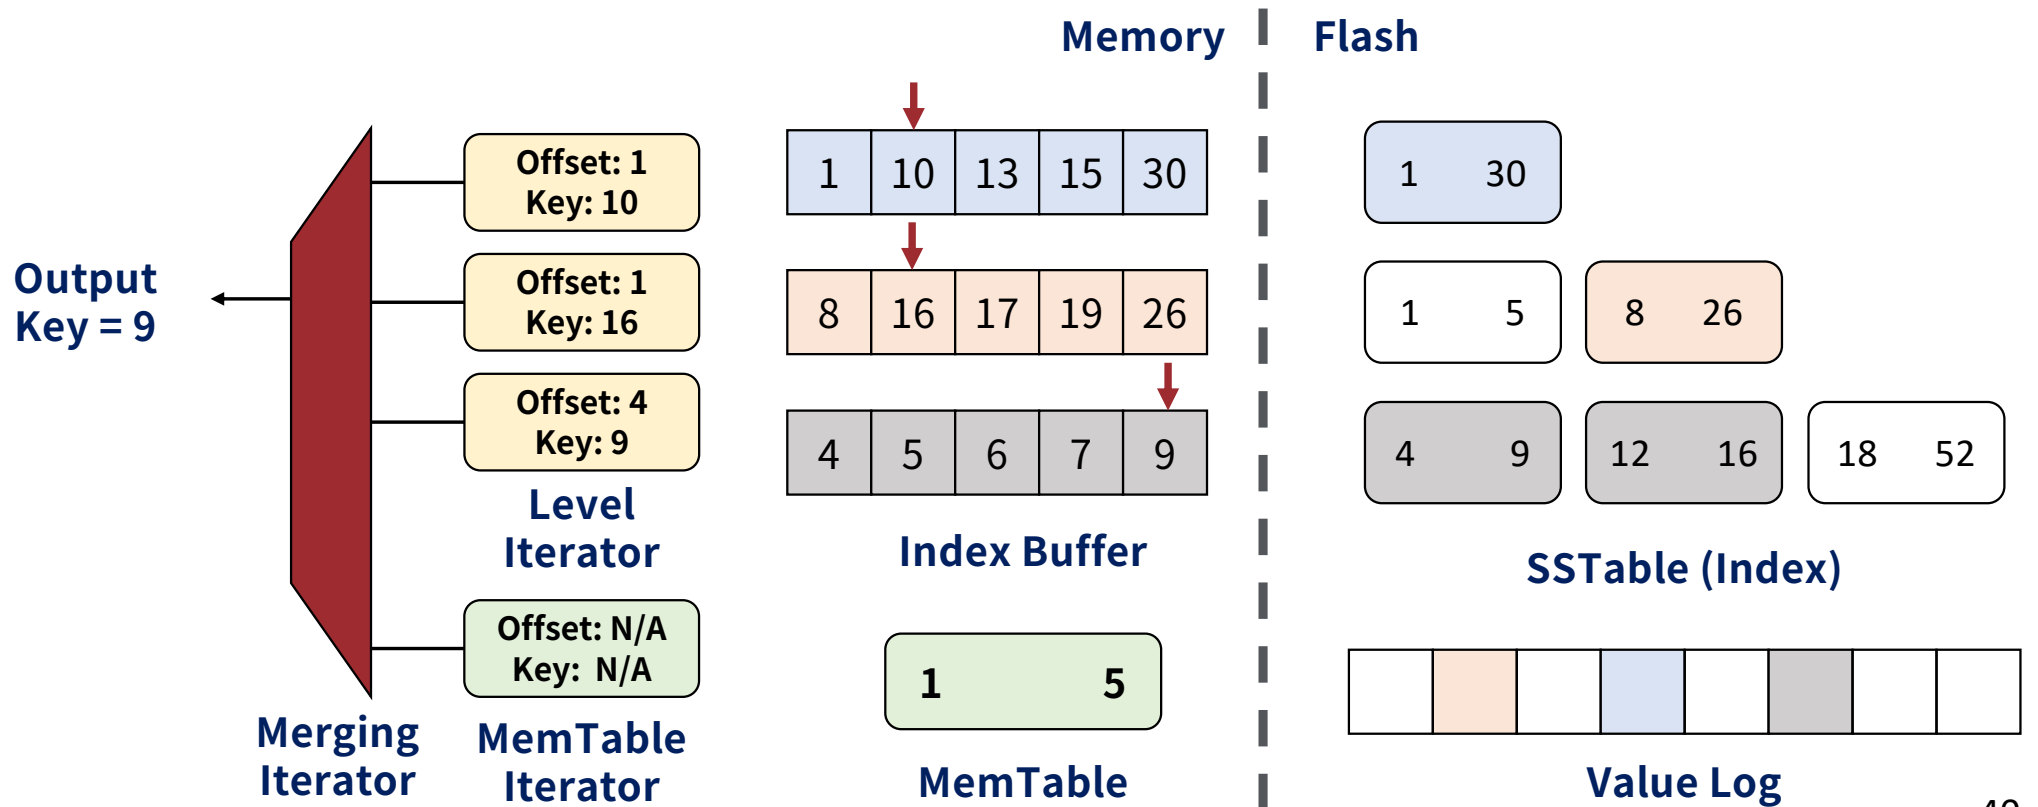 Memory
Flash
Offset: 1
Key: 10
1 10 13 15 30
1 30
Output
Key = 9
Offset: 1
Key: 16
8 16 17 19 26
1 5
8 26
Offset: 4
Key: 9
4 5 6 7 9
4 9
12 16
18 52
Level
Iterator
Index Buffer
SSTable (Index)
Offset: N/A
Key: N/A
1 5
Merging
Iterator
MemTable
Iterator
MemTable
Value Log